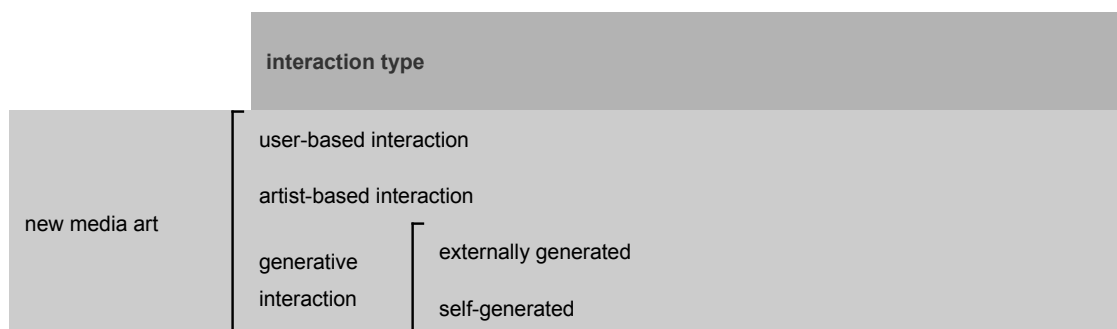 interaction type
user-based interaction
artist-based interaction
new media art
generative
interaction
externally generated
self-generated